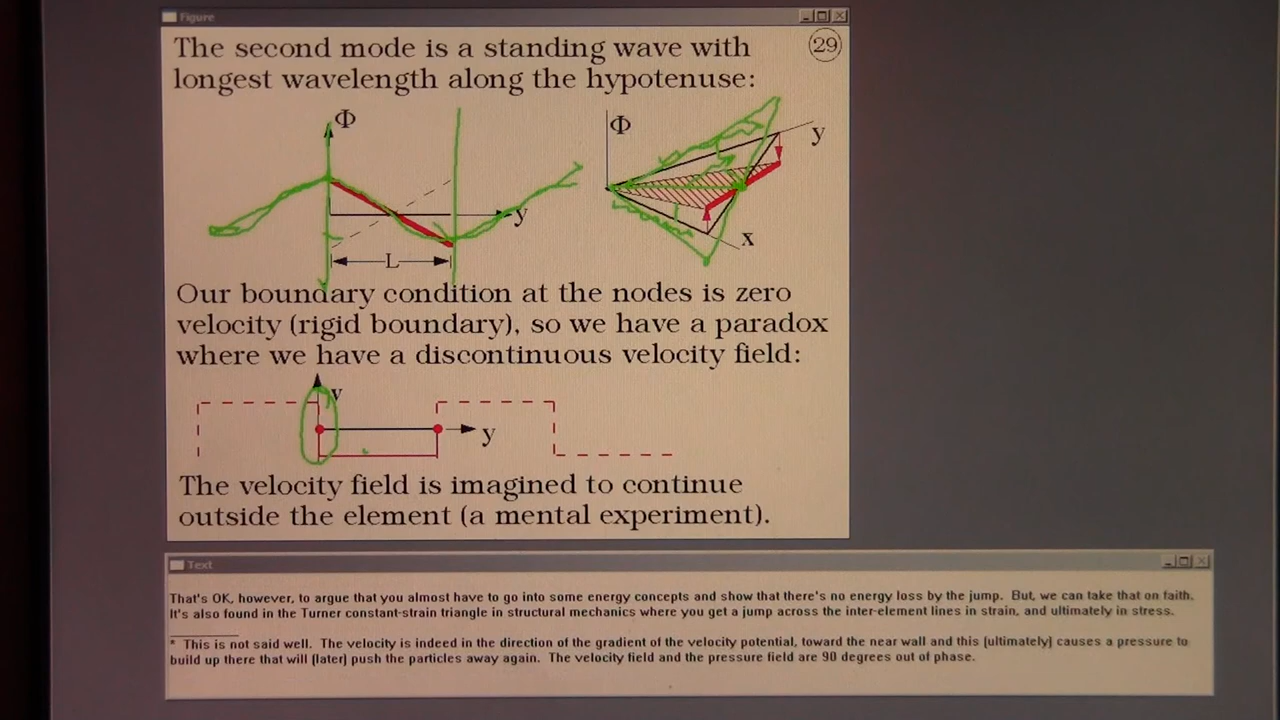 Figure
The second mode is a standing wave with
29
longest wavelength along the hypotenuse:
Φ
Φ
y
y
x
L
Our boundary condition at the nodes is zero
velocity (rigid boundary), so we have a paradox
where we have a discontinuous velocity field:
v
y
The velocity field is imagined to continue
outside the element (a mental experiment).
Text
That's OK, however, to argue that you almost have to go into some energy concepts and show that there's no energy loss by the jump. But, we can take that on faith.
It's also found in the Turner constant-strain triangle in structural mechanics where you get a jump across the inter-element lines in strain, and ultimately in stress.
* This is not said well. The velocity is indeed in the direction of the gradient of the velocity potential, toward the near wall and this (ultimately) causes a pressure to
build up there that will (later) push the particles away again. The velocity field and the pressure field are 90 degrees out of phase.